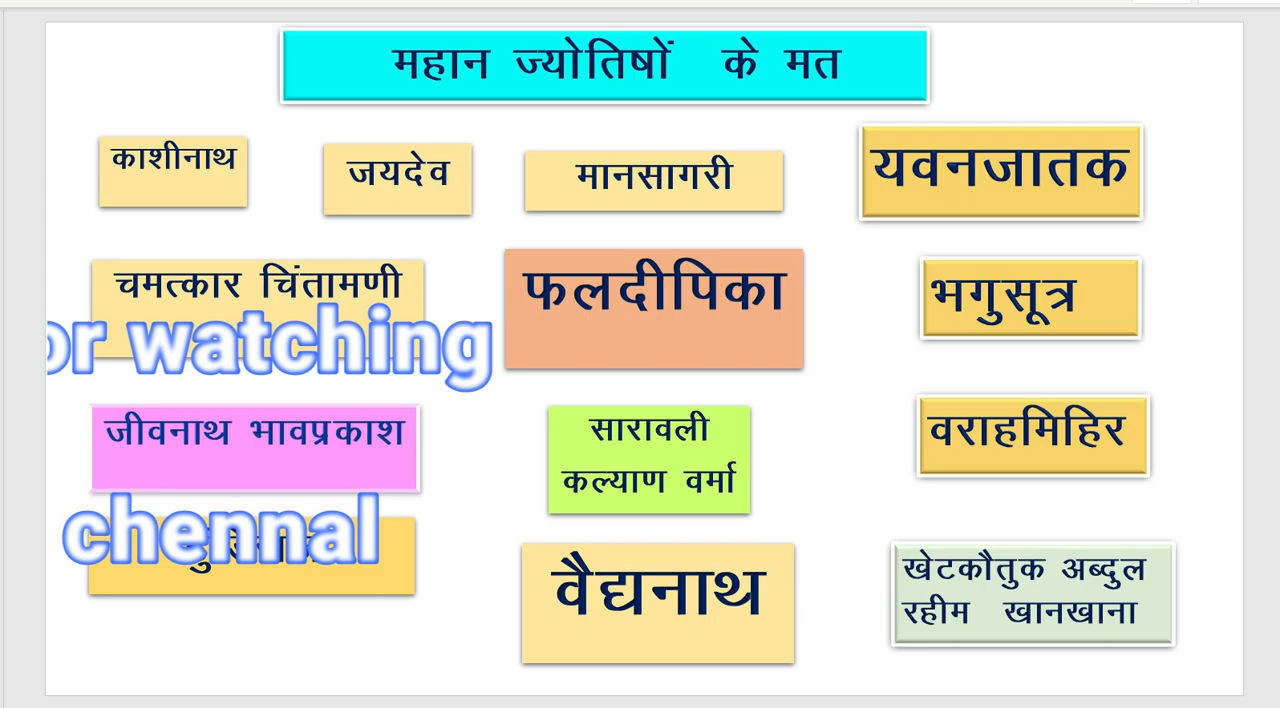 महान ज्योतिषों के मत
काशीनाथ
जयदेव
मानसागरी
यवनजातक
चमत्कार चिंतामणी
फलदीपिका
भगुसूत्र
or watching
जीवनाथ भावप्रकाश
सारावली
कल्याण वर्मा
वराहमिहिर
chennal
वैद्यनाथ
खेटकौतुक अब्दुल
रहीम खानखाना